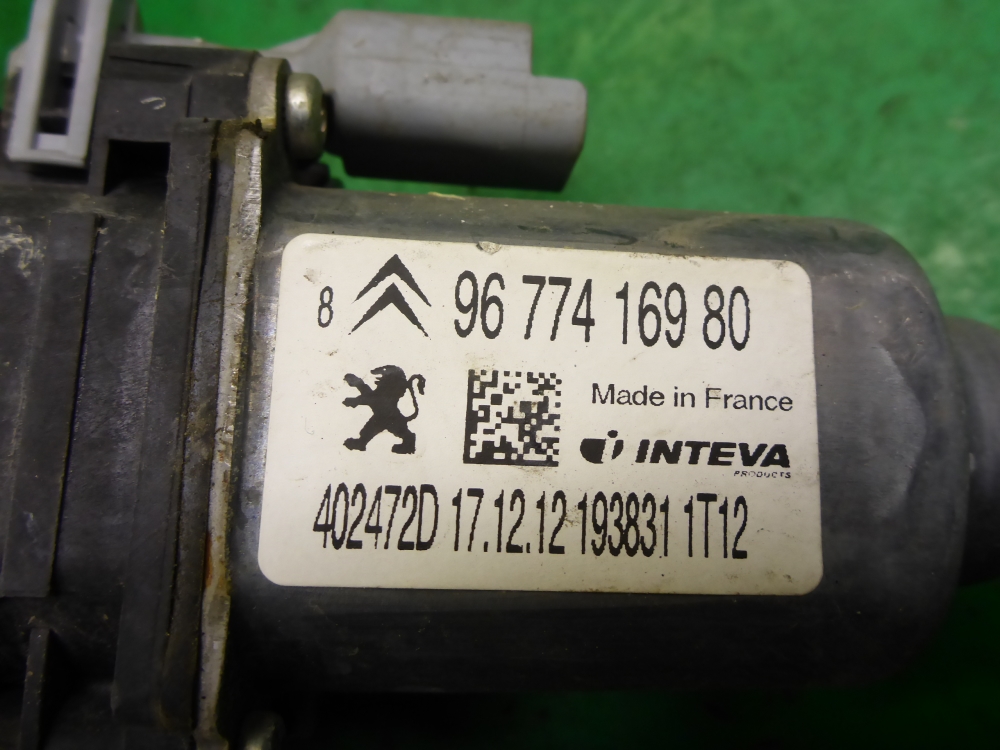 8 96 774 169 80
Made in France
INTEVA
PRODUCTS
402472D 17.12.12 193831 1T12